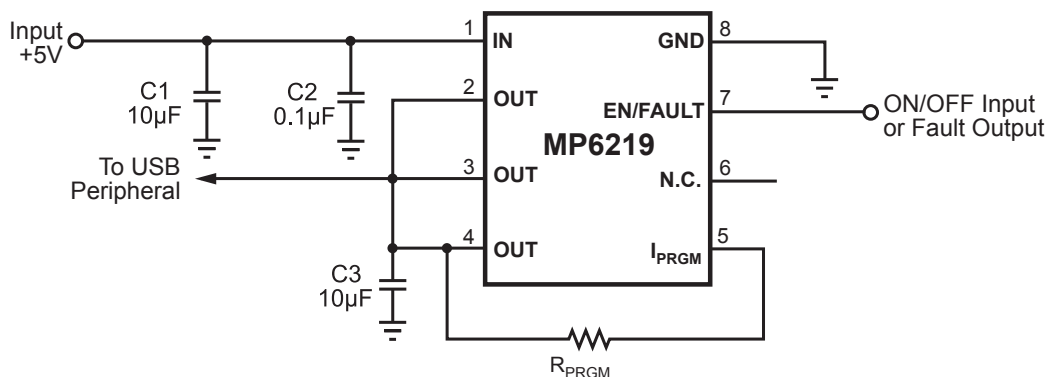 Input
+5V
1
IN
GND
8
C1
10µF
C2
0.1µF
2
OUT
EN/FAULT
7
ON/OFF Input
or Fault Output
MP6219
To USB
Peripheral
3
OUT
N.C.
6
4
OUT
IPRGM
5
C3
10µF
RPRGM